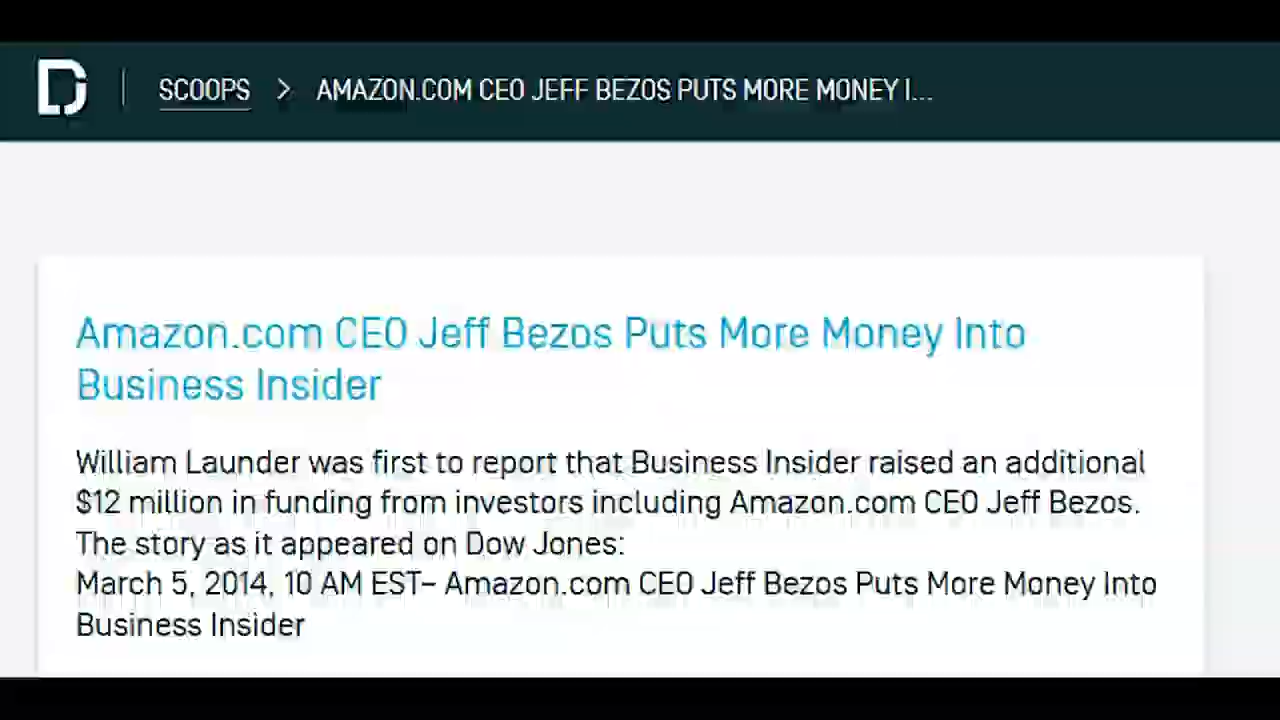 SCOOPS > AMAZON.COM CEO JEFF BEZOS PUTS MORE MONEY I...
Amazon.com CEO Jeff Bezos Puts More Money Into
Business Insider
William Launder was first to report that Business Insider raised an additional
$12 million in funding from investors including Amazon.com CEO Jeff Bezos.
The story as it appeared on Dow Jones:
March 5, 2014, 10 AM EST– Amazon.com CEO Jeff Bezos Puts More Money Into
Business Insider